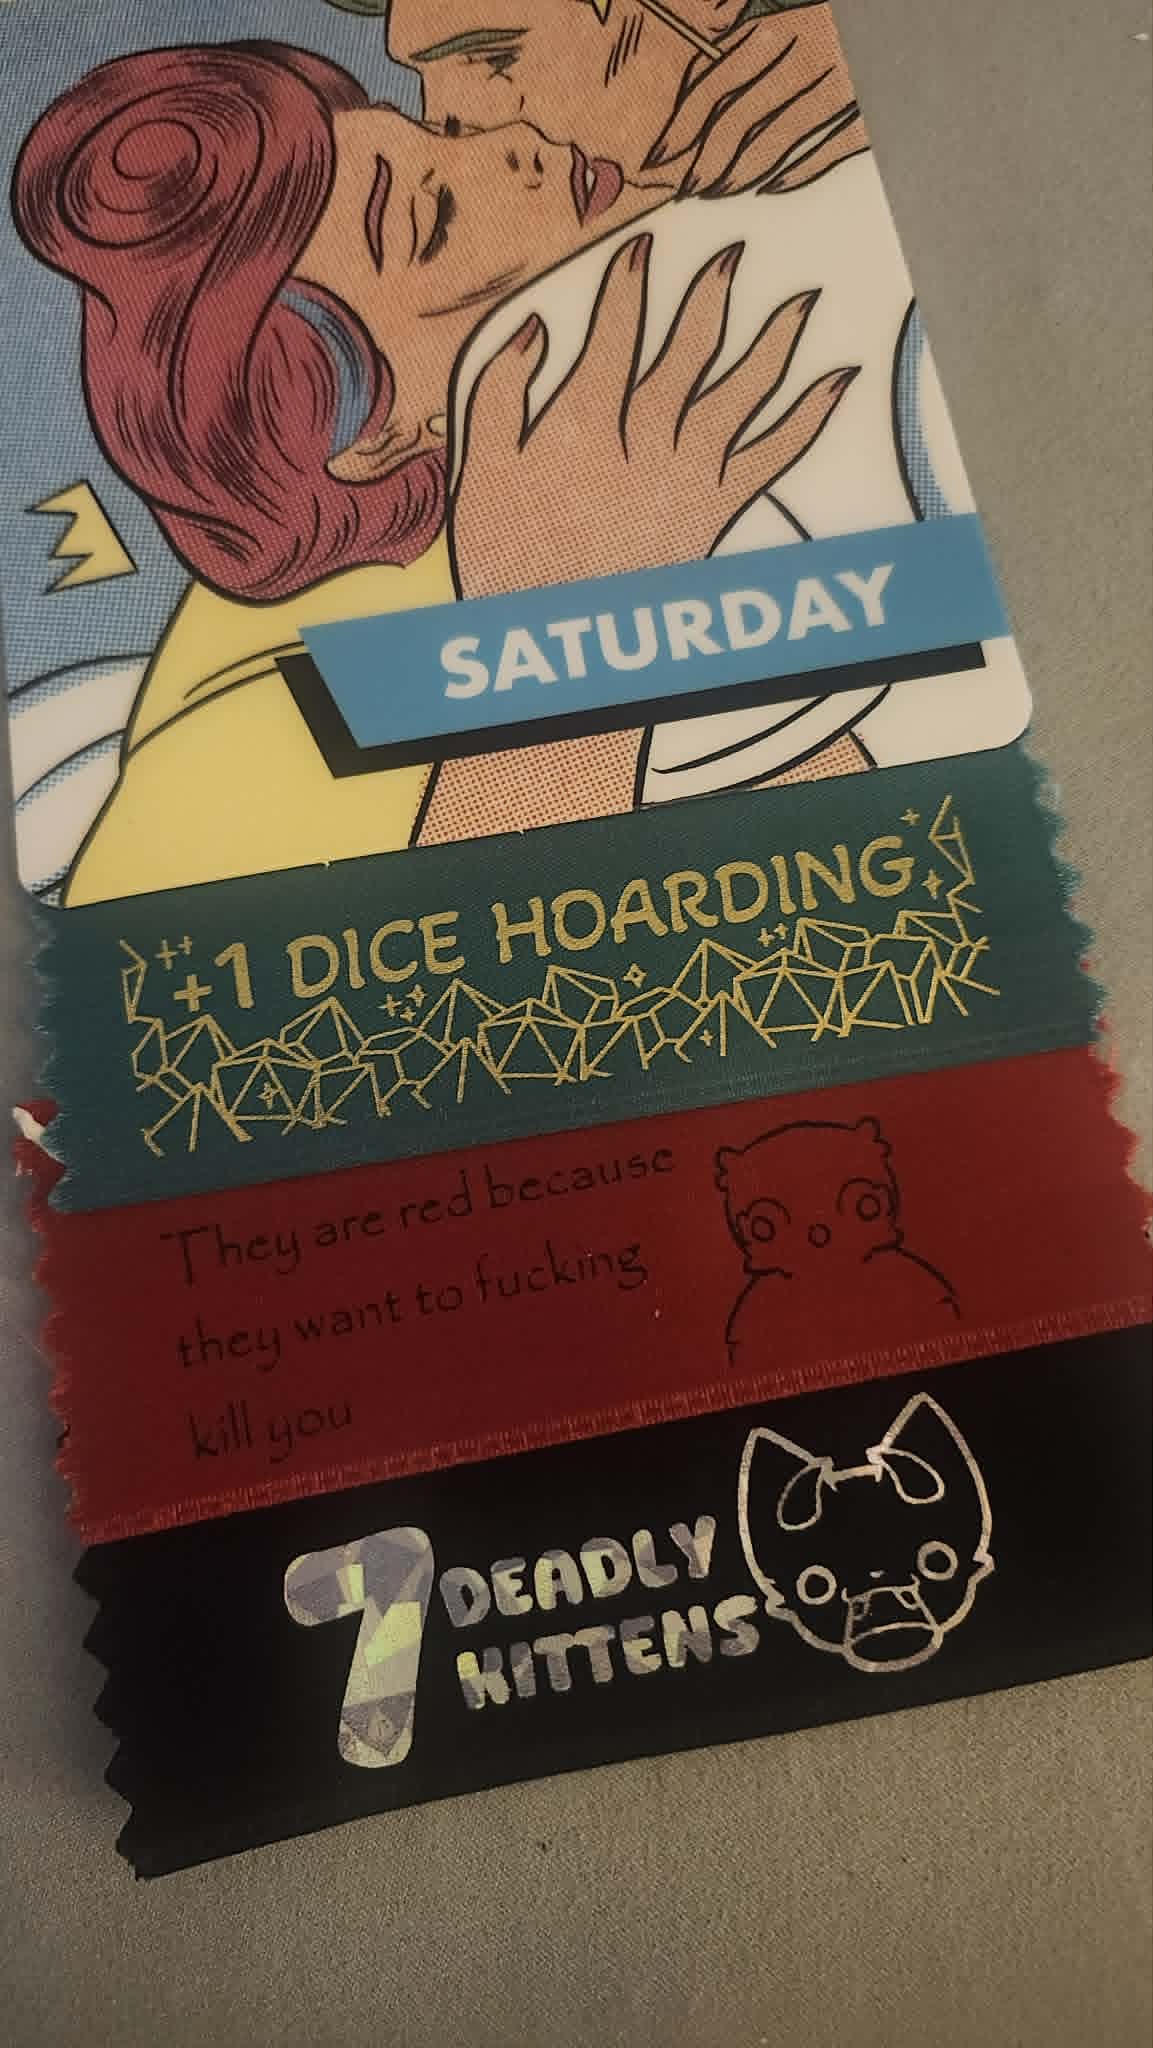 SATURDAY
+1 DICE HOARDING
They are red because
they want to fucking
kill you
7 DEADLY
KITTENS